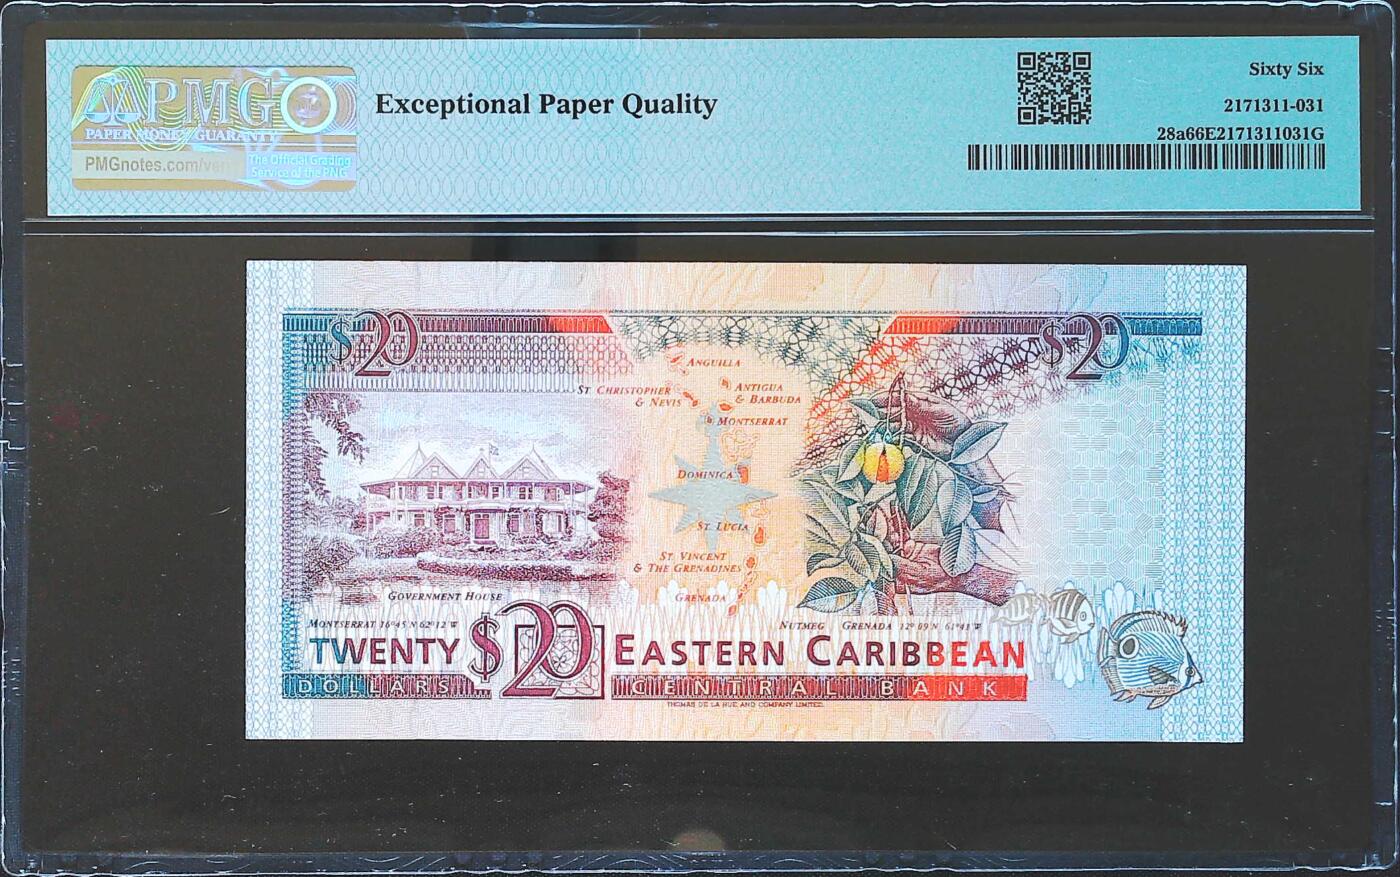 PMG
PAPER MONEY GUARANTY
PMGnotes.com/ver
The Official Grading
Service of the PNG
Exceptional Paper Quality
Sixty Six
2171311-031
28a66E2171311031G
$20
$20
ANGUILLA
ST CHRISTOPHER
& NEVIS
ANTIGUA
& BARBUDA
MONTSERRAT
DOMINICA
ST. LUCIA
ST VINCENT
& THE GRENADINES
GRENADA
GOVERNMENT HOUSE
MONTSERRAT 16°45'N 62°12'W
NUTMEG GRENADA 12°09'N 61°41'W
TWENTY $20 EASTERN CARIBBEAN
DOLLARS CENTRAL BANK
THOMAS DE LA RUE AND COMPANY LIMITED.